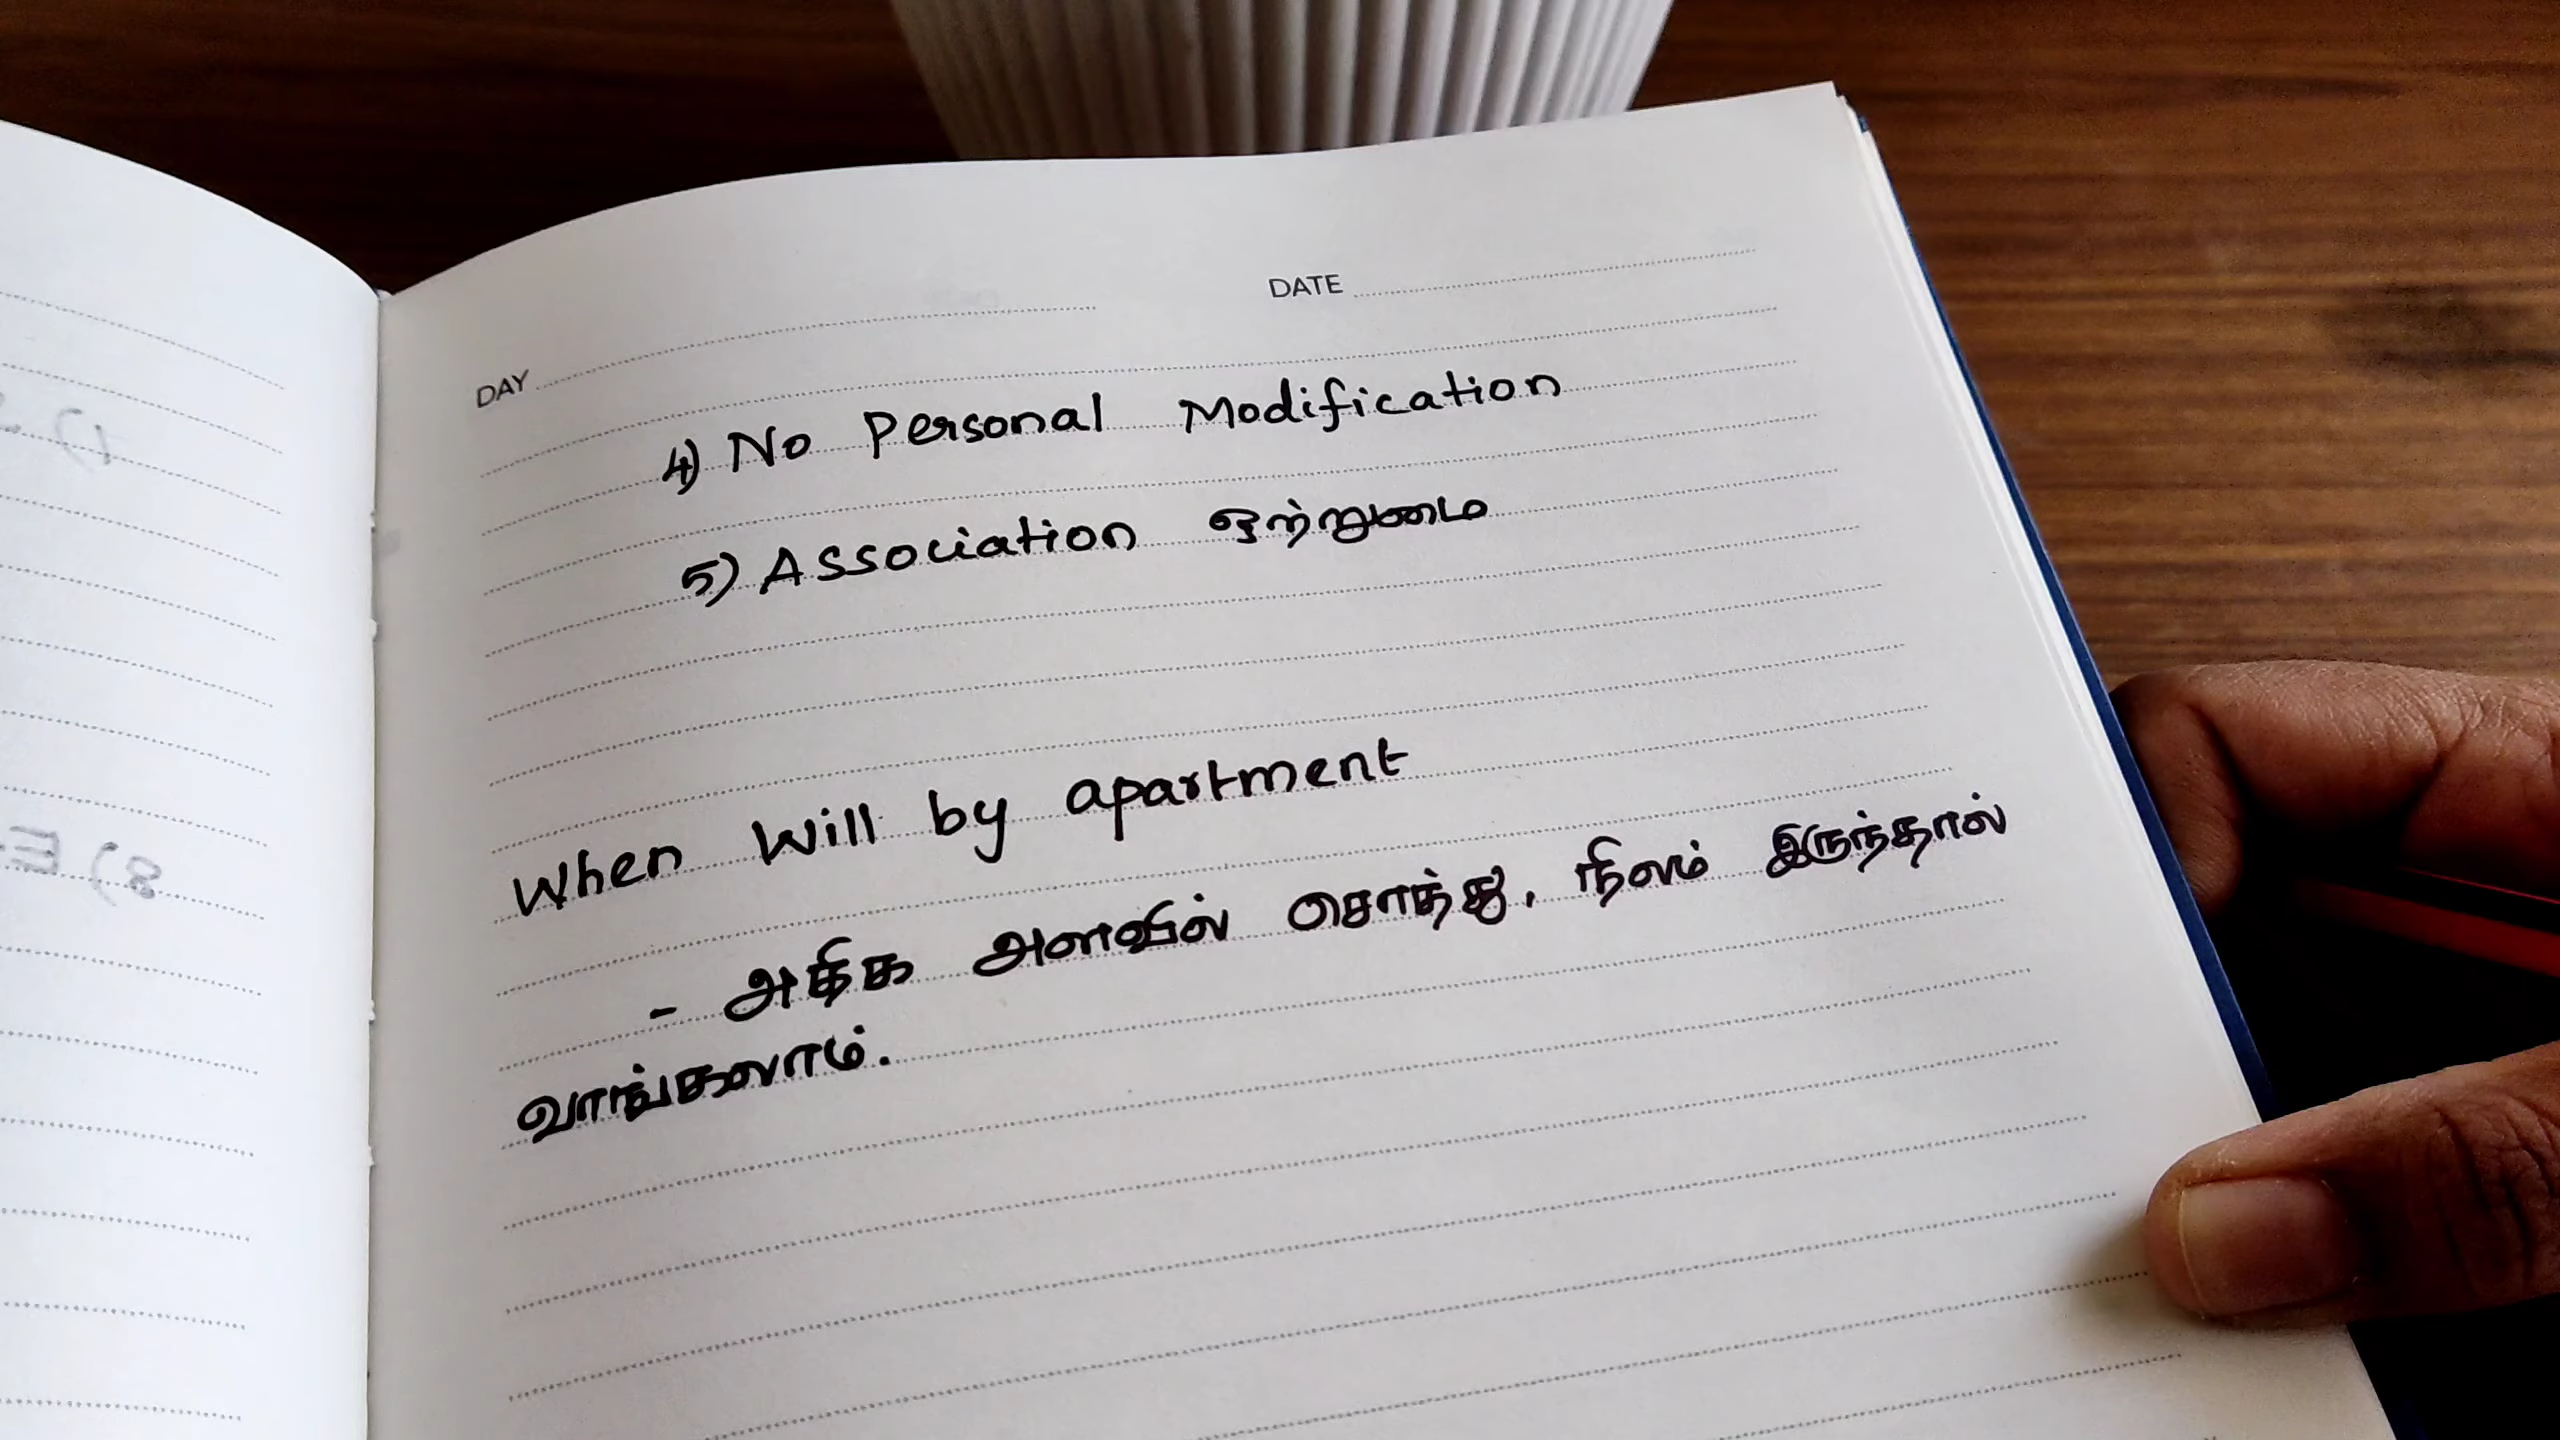 DAY DATE
4) No Personal Modification
5) Association ஒற்றுமை
When Will by apartment
- அதிக அளவில் சொத்து, நிலம் இருந்தால்
வாங்கலாம்.